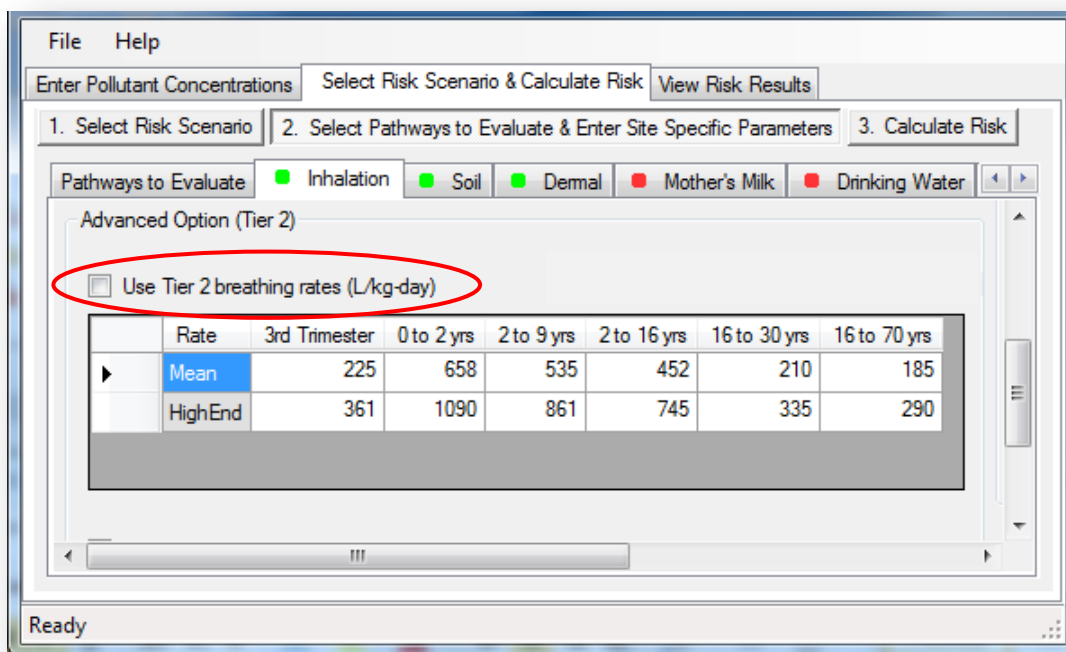 File Help
Enter Pollutant Concentrations Select Risk Scenario & Calculate Risk View Risk Results
1. Select Risk Scenario 2. Select Pathways to Evaluate & Enter Site Specific Parameters 3. Calculate Risk
Pathways to Evaluate Inhalation Soil Dermal Mother's Milk Drinking Water
Advanced Option (Tier 2)
Use Tier 2 breathing rates (L/kg-day)
Rate 3rd Trimester 0 to 2 yrs 2 to 9 yrs 2 to 16 yrs 16 to 30 yrs 16 to 70 yrs
Mean 225 658 535 452 210 185
HighEnd 361 1090 861 745 335 290
Ready